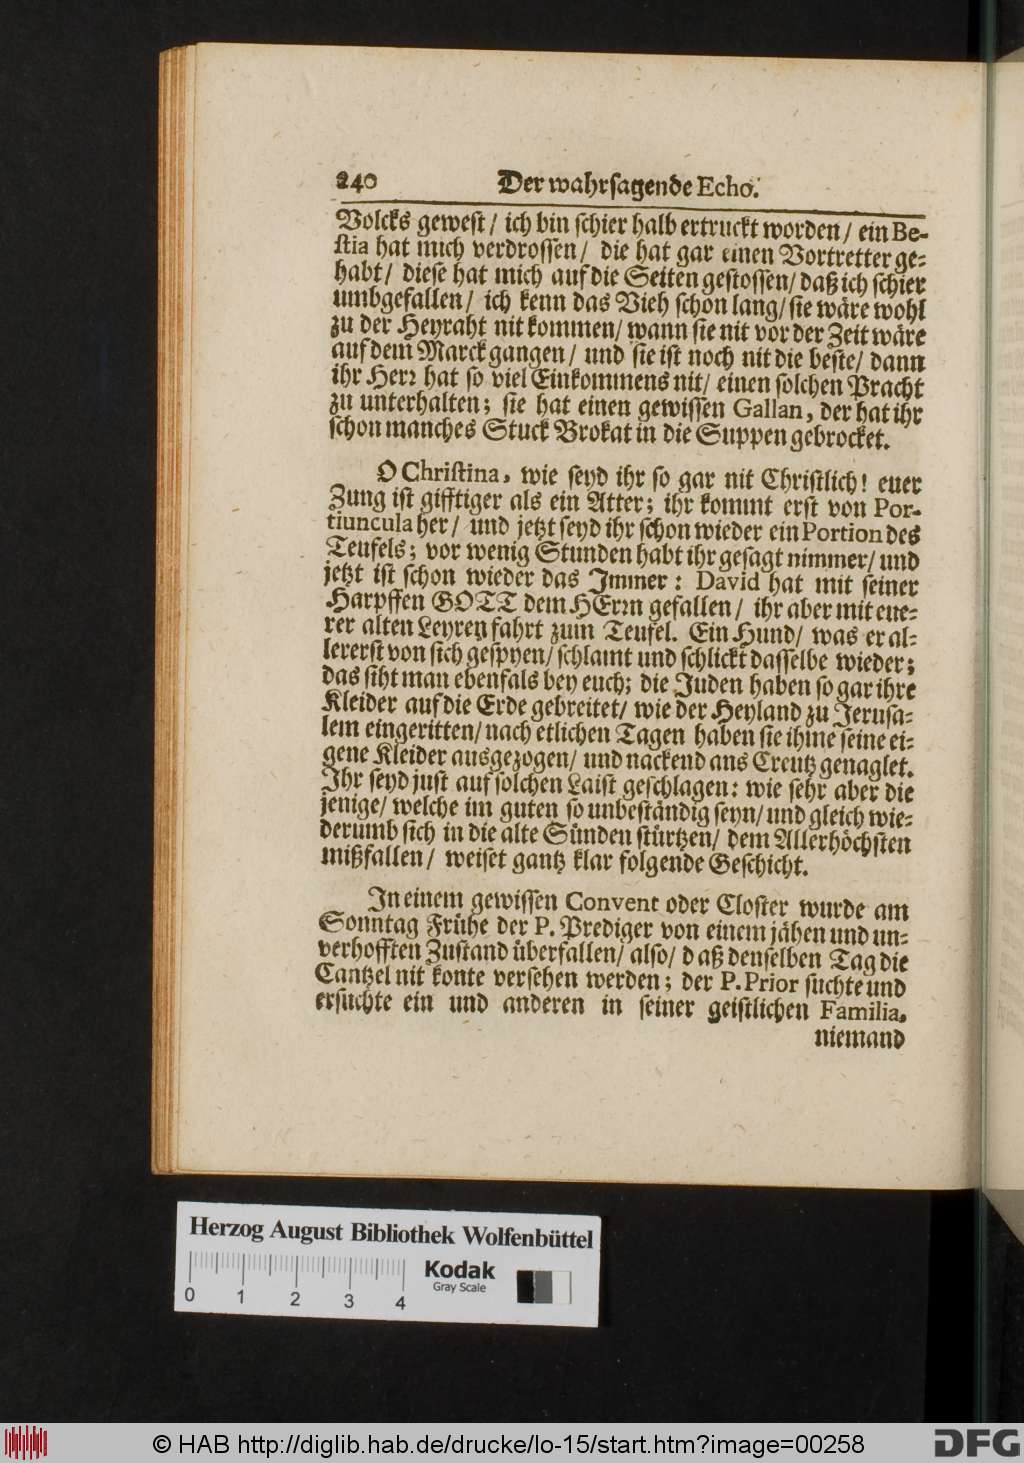 240 Der wahrsagende Echo.
Volcks gewest / ich bin schier halb ertruckt worden / ein Be-
stia hat mich verdrossen / die hat gar einen Vortretter ge-
habt / diese hat mich auf die Seiten gestossen / daß ich schier
umbgefallen / ich kenn das Vieh schon lang / sie wäre wohl
zu der Heyraht nit kommen / wann sie nit vor der Zeit wäre
auf dem Marck gangen / und sie ist noch nit die beste / dann
ihr Herr hat so viel Einkommens nit / einen solchen Pracht
zu unterhalten; sie hat einen gewissen Gallan, der hat ihr
schon manches Stuck Brokat in die Suppen gebrocket.
O Christina, wie seyd ihr so gar nit Christlich! euer
Zung ist gifftiger als ein Atter; ihr kommt erst von Por-
tiuncula her / und jetzt seyd ihr schon wieder ein Portion des
Teufels; vor wenig Stunden habt ihr gesagt nimmer / und
jetzt ist schon wieder das Immer: David hat mit seiner
Harpffen GOTT dem HErrn gefallen / ihr aber mit eue-
rer alten Leyren fahrt zum Teufel. Ein Hund / was er al-
lererst von sich gespyen / schlamt und schlickt dasselbe wieder;
das siht man ebenfals bey euch; die Juden haben so gar ihre
Kleider auf die Erde gebreitet / wie der Heyland zu Jerusa-
lem eingeritten / nach etlichen Tagen haben sie ihme seine ei-
gene Kleider ausgezogen / und nackend ans Creutz genaglet.
Ihr seyd just auf solchen Laist geschlagen: wie sehr aber die
jenige / welche im guten so unbeständig seyn / und gleich wie-
derumb sich in die alte Sünden stürtzen / dem Allerhöchsten
mißfallen / weiset gantz klar folgende Geschicht.
In einem gewissen Convent oder Closter wurde am
Sonntag Frühe der P. Prediger von einem jähen und un-
verhofften Zustand überfallen / also / daß denselben Tag die
Cantzel nit konte versehen werden; der P. Prior suchte und
ersuchte ein und anderen in seiner geistlichen Familia,
niemand
Herzog August Bibliothek Wolfenbüttel
Kodak
Gray Scale
0 1 2 3 4
© HAB http://diglib.hab.de/drucke/lo-15/start.htm?image=00258
DFG